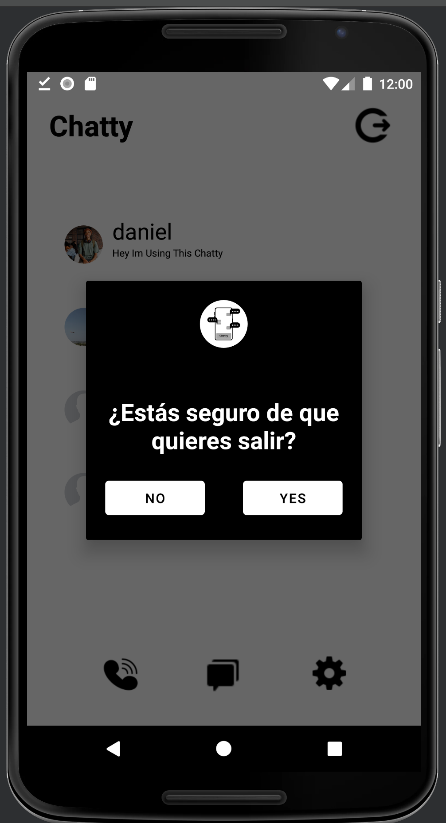 12:00
Chatty
daniel
Hey Im Using This Chatty
¿Estás seguro de que
quieres salir?
NO
YES